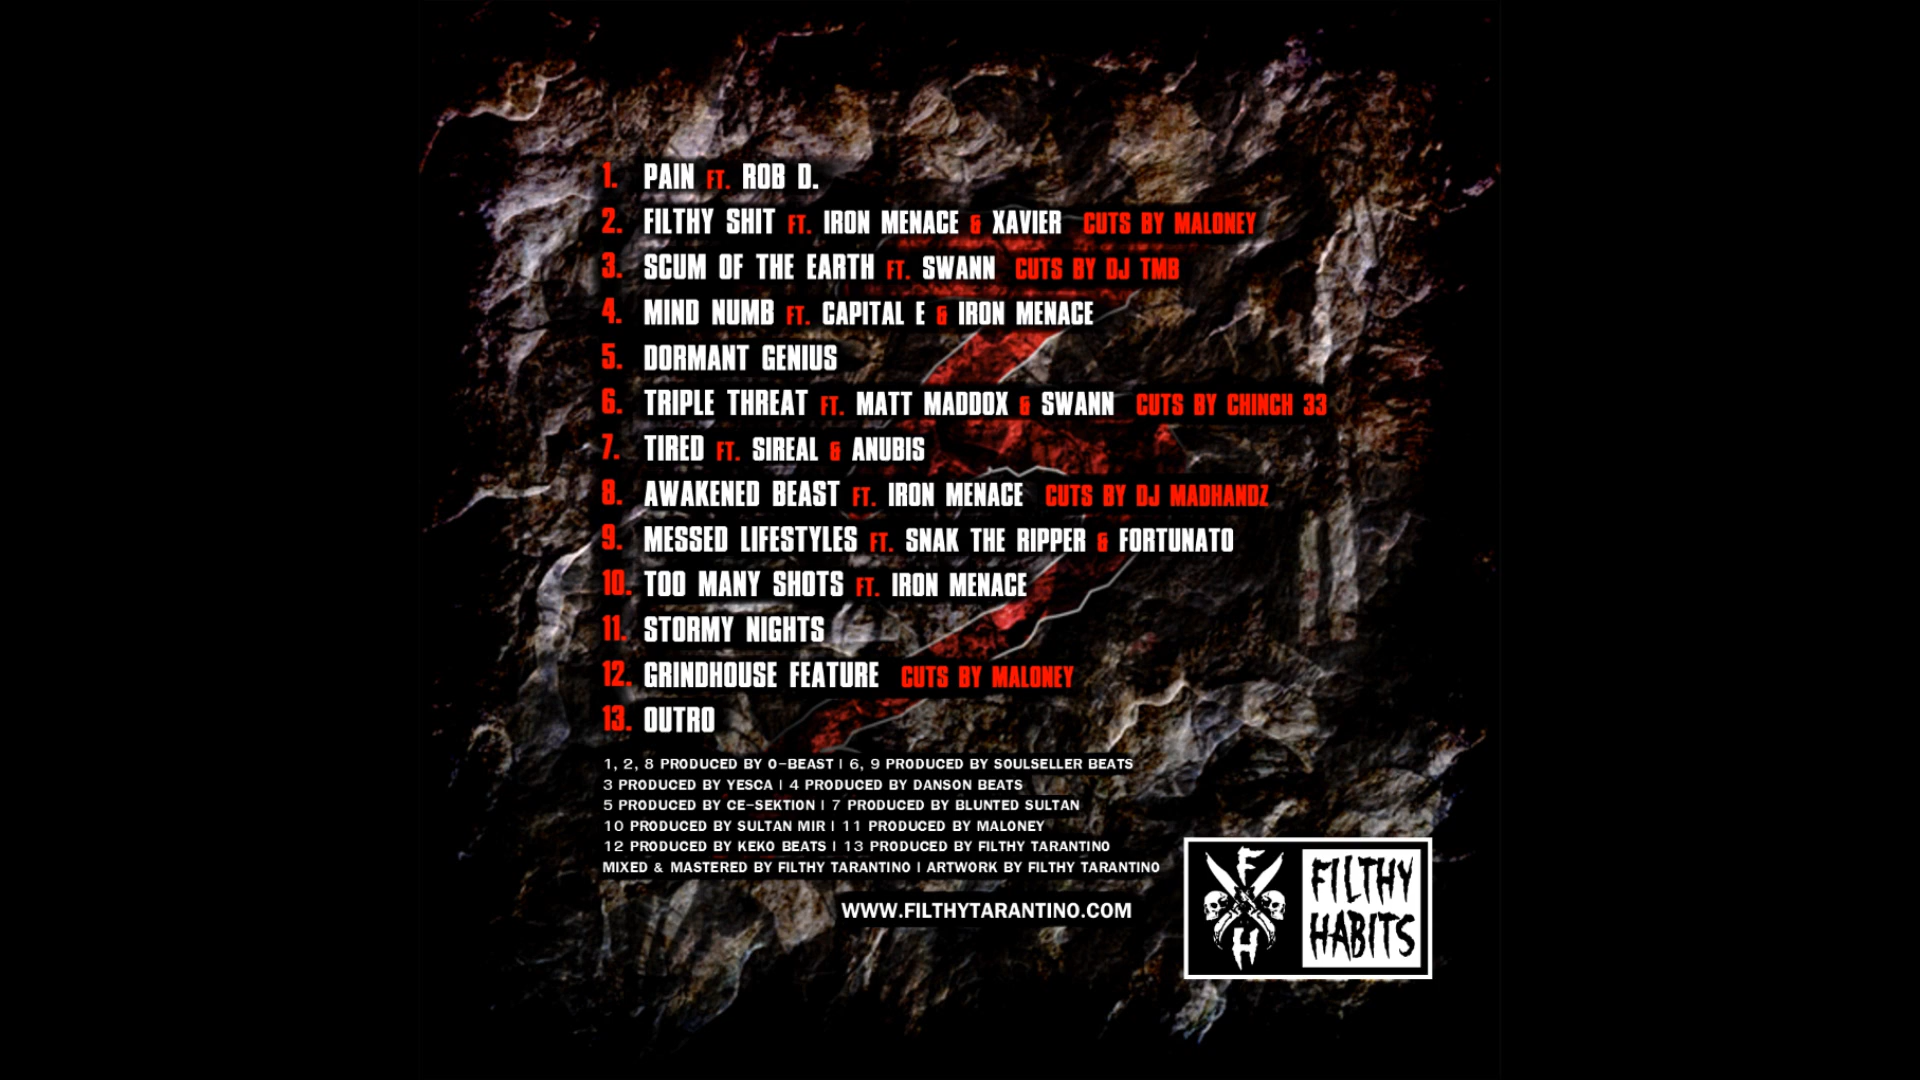 1. PAIN FT. ROB D.
2. FILTHY SHIT FT. IRON MENACE & XAVIER CUTS BY MALONEY
3. SCUM OF THE EARTH FT. SWANN CUTS BY DJ TMB
4. MIND NUMB FT. CAPITAL E & IRON MENACE
5. DORMANT GENIUS
6. TRIPLE THREAT FT. MATT MADDOX & SWANN CUTS BY CHINCH 33
7. TIRED FT. SIREAL & ANUBIS
8. AWAKENED BEAST FT. IRON MENACE CUTS BY DJ MADHANDZ
9. MESSED LIFESTYLES FT. SNAK THE RIPPER & FORTUNATO
10. TOO MANY SHOTS FT. IRON MENACE
11. STORMY NIGHTS
12. GRINDHOUSE FEATURE CUTS BY MALONEY
13. OUTRO
1, 2, 8 PRODUCED BY O-BEAST | 6, 9 PRODUCED BY SOULSELLER BEATS
3 PRODUCED BY YESCA | 4 PRODUCED BY DANSON BEATS
5 PRODUCED BY CE-SEKTION | 7 PRODUCED BY BLUNTED SULTAN
10 PRODUCED BY SULTAN MIR | 11 PRODUCED BY MALONEY
12 PRODUCED BY KEKO BEATS | 13 PRODUCED BY FILTHY TARANTINO
MIXED & MASTERED BY FILTHY TARANTINO | ARTWORK BY FILTHY TARANTINO
WWW.FILTHYTARANTINO.COM
F
H
FILTHY
HABITS